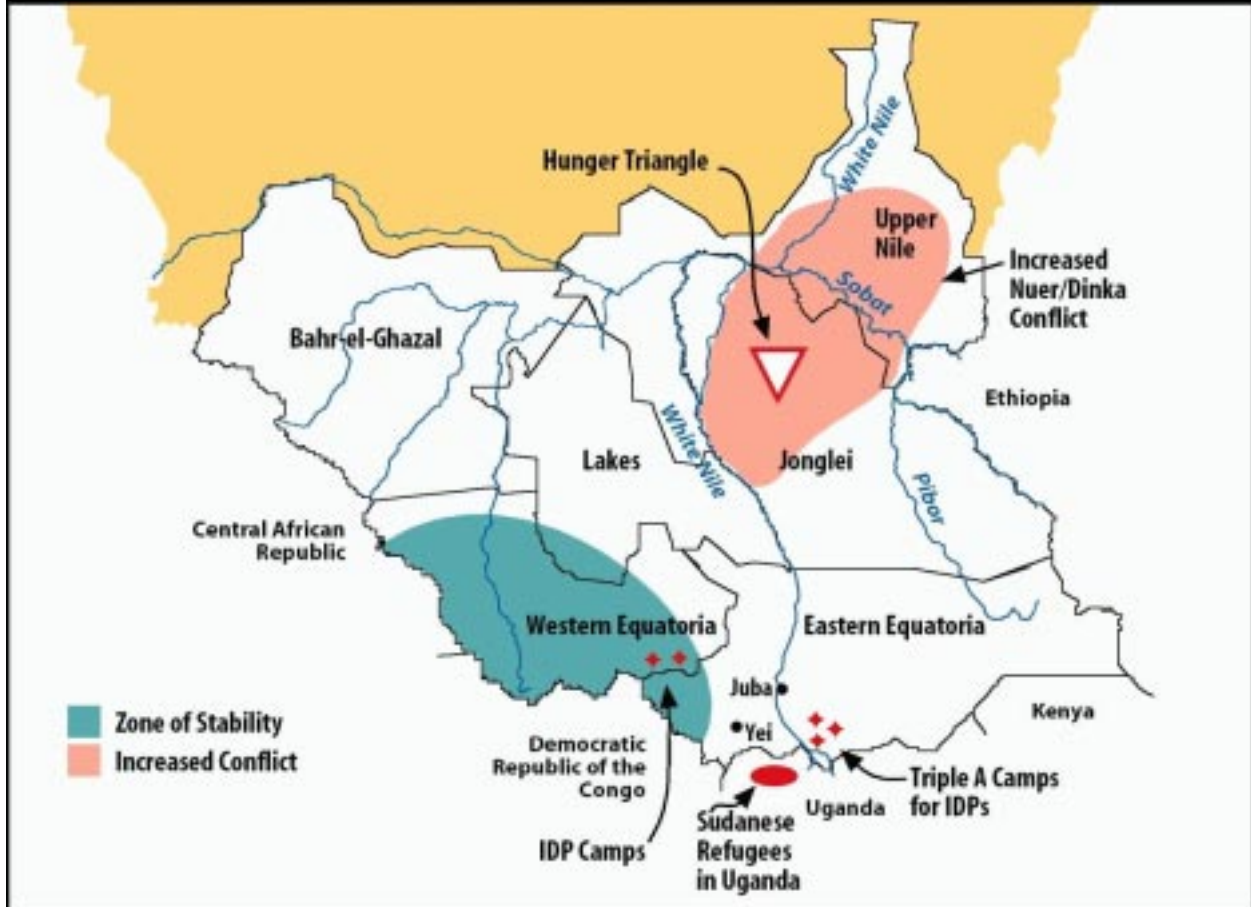 White Nile
Hunger Triangle
Upper
Nile
Increased
Nuer/Dinka
Conflict
Sobat
Bahr-el-Ghazal
Ethiopia
White Nile
Lakes
Jonglei
Pibor
Central African
Republic
Western Equatoria
Eastern Equatoria
Juba
Kenya
Zone of Stability
Yei
Increased Conflict
Democratic
Republic of the
Congo
Triple A Camps
for IDPs
Uganda
IDP Camps
Sudanese
Refugees
in Uganda